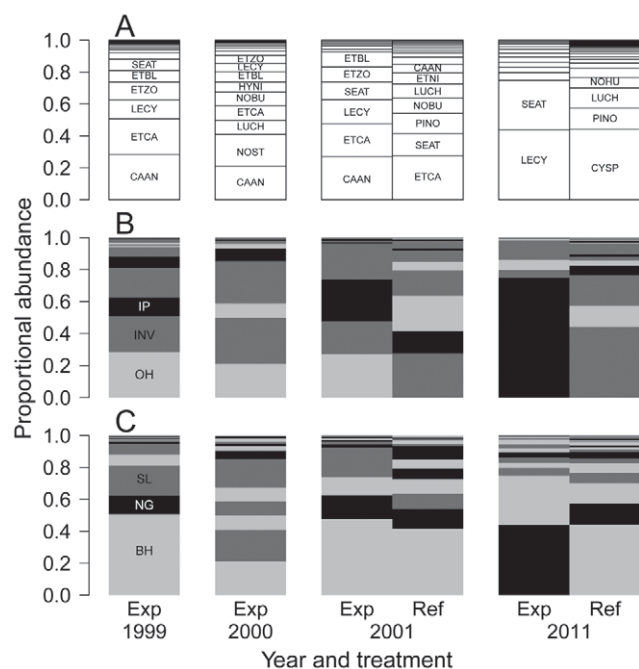 A
1.0
0.8
0.6
0.4
0.2
0.0
SEAT
ETBL
ETZO
LECY
ETCA
CAAN
ETZO
LECY
ETBL
HYNI
NOBU
ETCA
LUCH
NOST
CAAN
ETBL
ETZO
SEAT
LECY
ETCA
CAAN
CAAN
ETNI
LUCH
NOBU
PINO
SEAT
ETCA
SEAT
LECY
NOHU
LUCH
PINO
CYSP
B
1.0
0.8
0.6
0.4
0.2
0.0
IP
INV
OH
C
1.0
0.8
0.6
0.4
0.2
0.0
SL
NG
BH
Proportional abundance
Exp Exp Exp Ref Exp Ref
1999 2000 2001 2011
Year and treatment